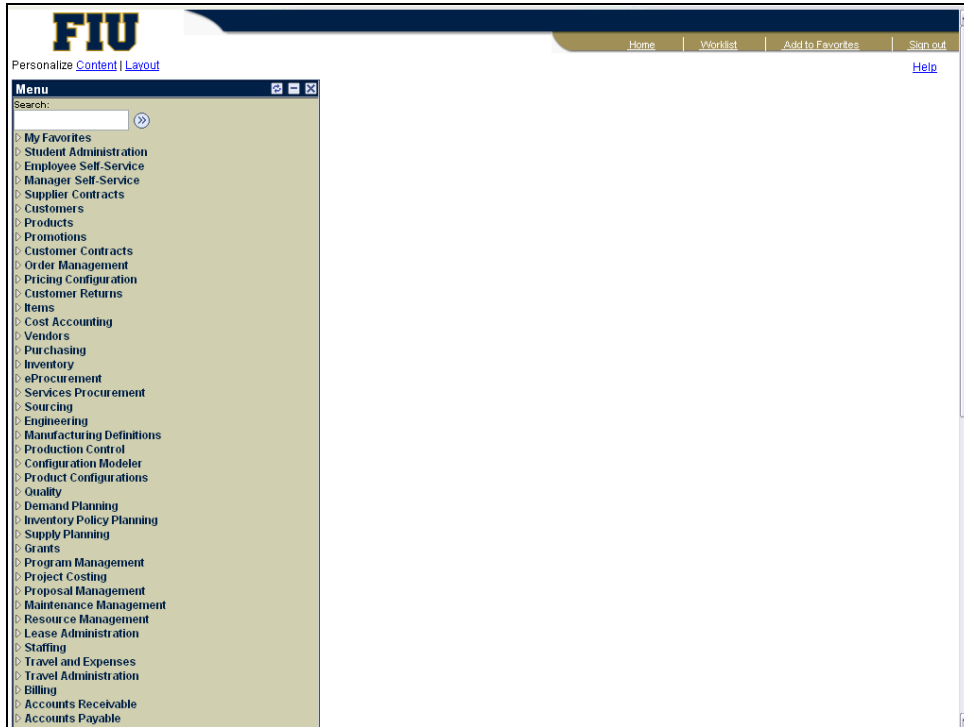 FIU
Home Worklist Add to Favorites Sign out
Personalize Content | Layout Help
Menu
Search:
My Favorites
Student Administration
Employee Self-Service
Manager Self-Service
Supplier Contracts
Customers
Products
Promotions
Customer Contracts
Order Management
Pricing Configuration
Customer Returns
Items
Cost Accounting
Vendors
Purchasing
Inventory
eProcurement
Services Procurement
Sourcing
Engineering
Manufacturing Definitions
Production Control
Configuration Modeler
Product Configurations
Quality
Demand Planning
Inventory Policy Planning
Supply Planning
Grants
Program Management
Project Costing
Proposal Management
Maintenance Management
Resource Management
Lease Administration
Staffing
Travel and Expenses
Travel Administration
Billing
Accounts Receivable
Accounts Payable